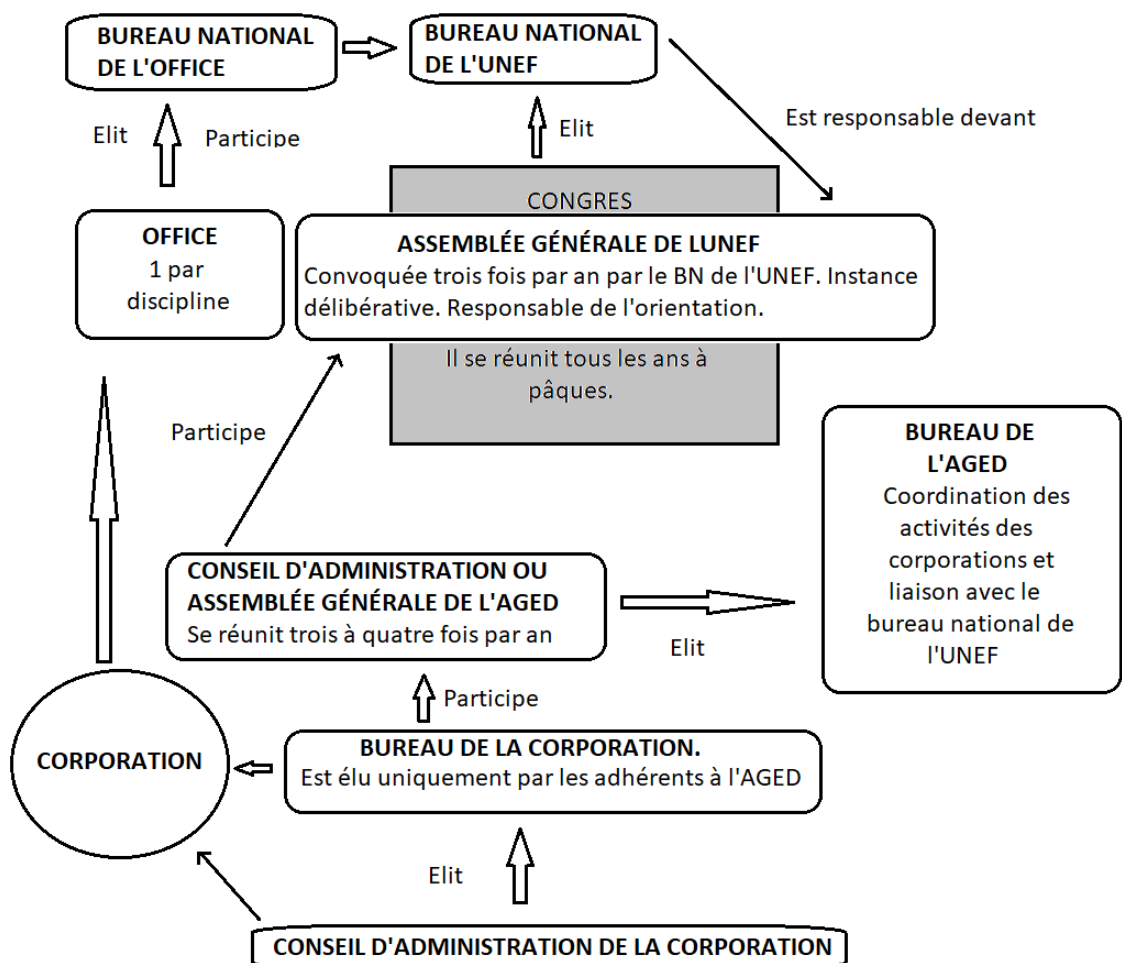 BUREAU NATIONAL
DE L'OFFICE
BUREAU NATIONAL
DE L'UNEF
Elit
Participe
Elit
Est responsable devant
CONGRES
OFFICE
1 par
discipline
ASSEMBLÉE GÉNÉRALE DE LUNEF
Convoquée trois fois par an par le BN de l'UNEF. Instance
délibérative. Responsable de l'orientation.
Il se réunit tous les ans à
pâques.
Participe
BUREAU DE
L'AGED
Coordination des
activités des
corporations et
liaison avec le
bureau national de
l'UNEF
CONSEIL D'ADMINISTRATION OU
ASSEMBLÉE GÉNÉRALE DE L'AGED
Se réunit trois à quatre fois par an
Elit
Participe
CORPORATION
BUREAU DE LA CORPORATION.
Est élu uniquement par les adhérents à l'AGED
Elit
CONSEIL D'ADMINISTRATION DE LA CORPORATION